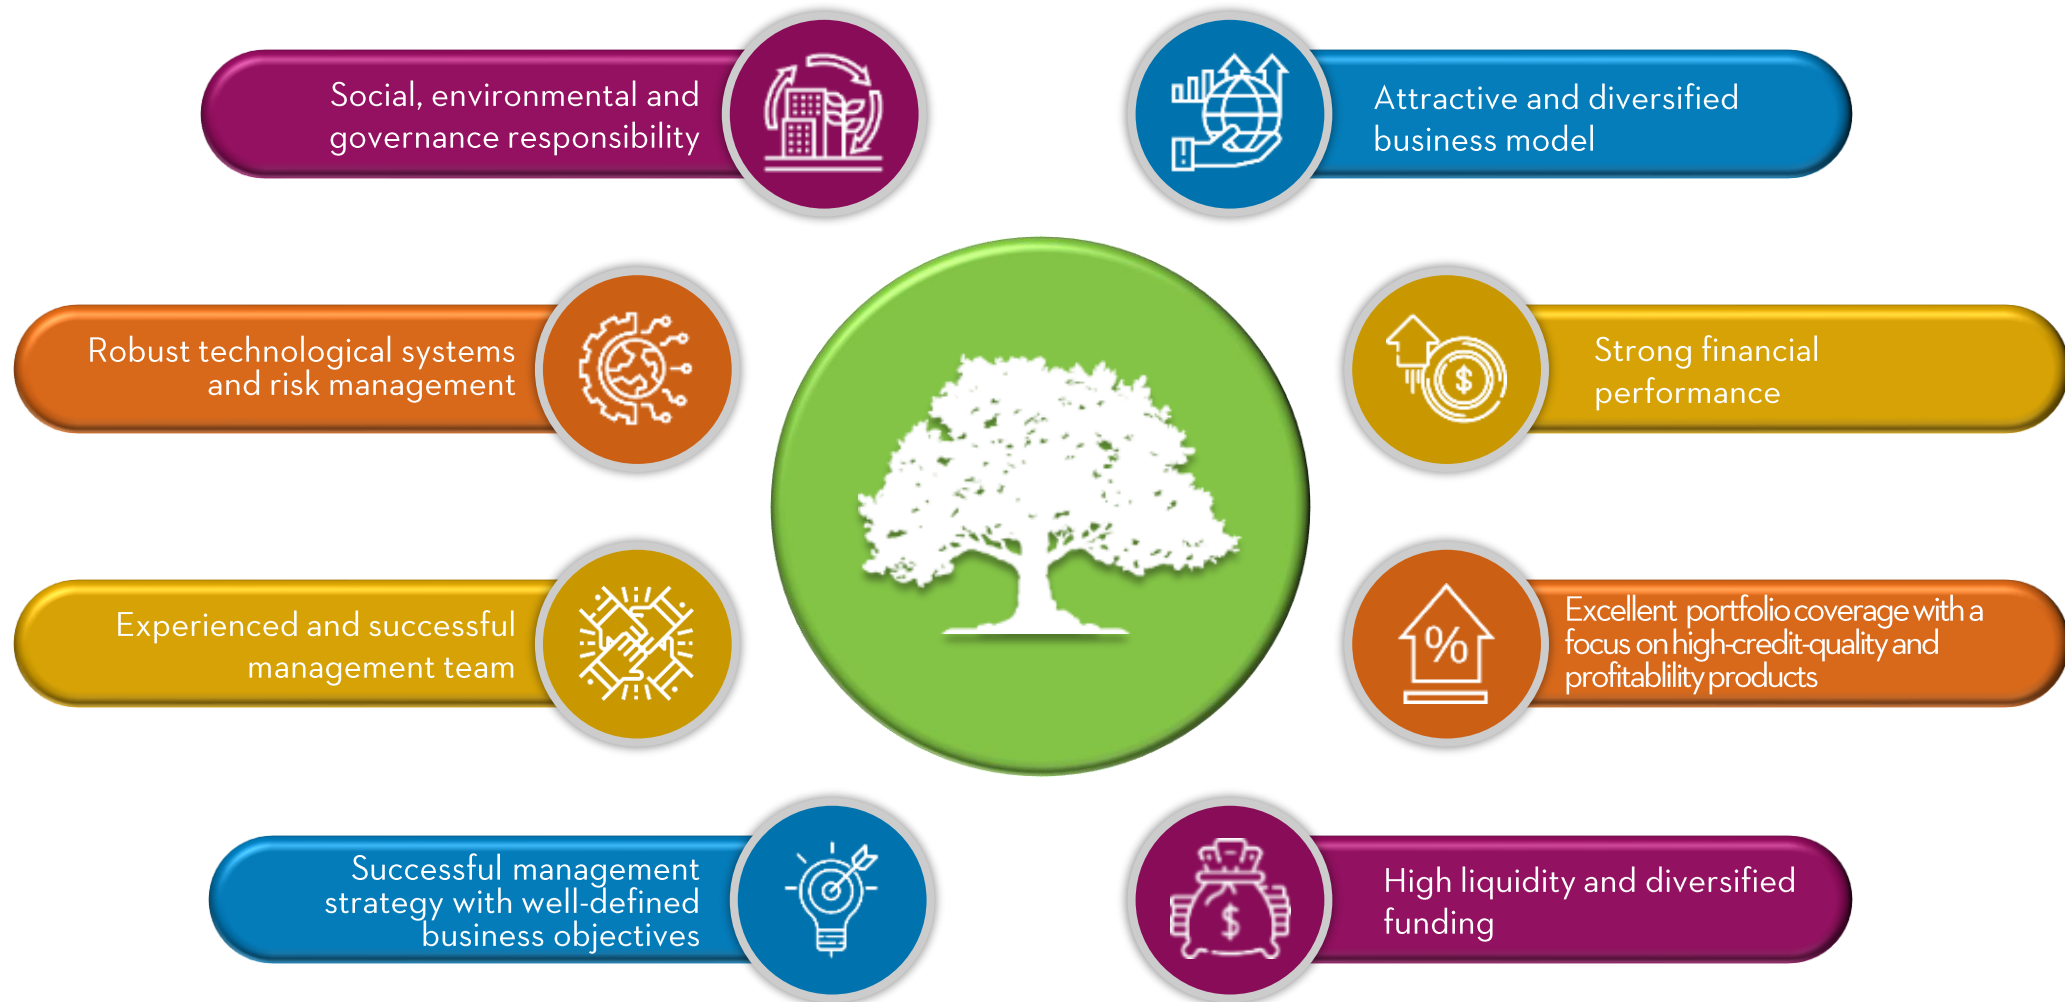 Social, environmental and
governance responsibility
Attractive and diversified
business model
Robust technological systems
and risk management
$
Strong financial
performance
Experienced and successful
management team
%
Excellent portfolio coverage with a
focus on high-credit-quality and
profitablility products
Successful management
strategy with well-defined
business objectives
$
High liquidity and diversified
funding